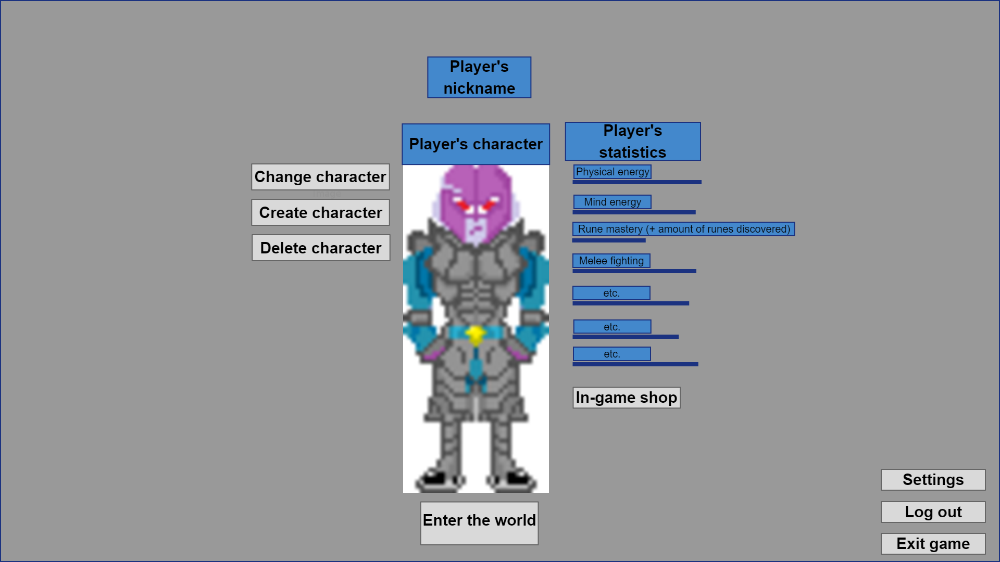 Player's
nickname
Player's character
Player's
statistics
Change character
Image
Create character
Delete character
Physical energy
Mind energy
Rune mastery (+ amount of runes discovered)
Melee fighting
etc.
etc.
etc.
In-game shop
Enter the world
Settings
Log out
Exit game